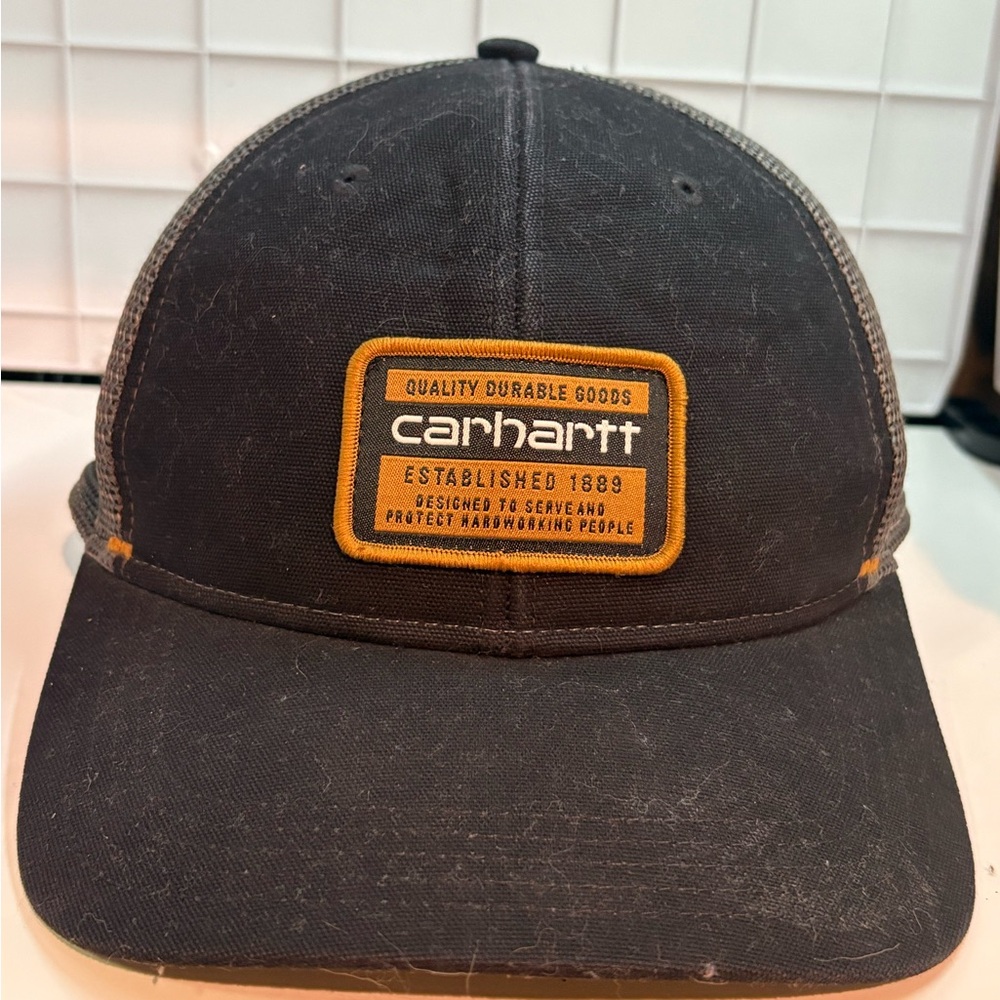 QUALITY DURABLE GOODS
carhartt
ESTABLISHED 1889
DESIGNED TO SERVE AND
PROTECT HARDWORKING PEOPLE